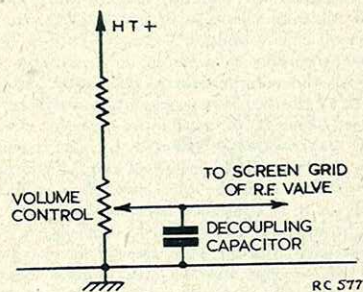 HT+
TO SCREEN GRID
OF R.F VALVE
VOLUME
CONTROL
DECOUPLING
CAPACITOR
RC 577